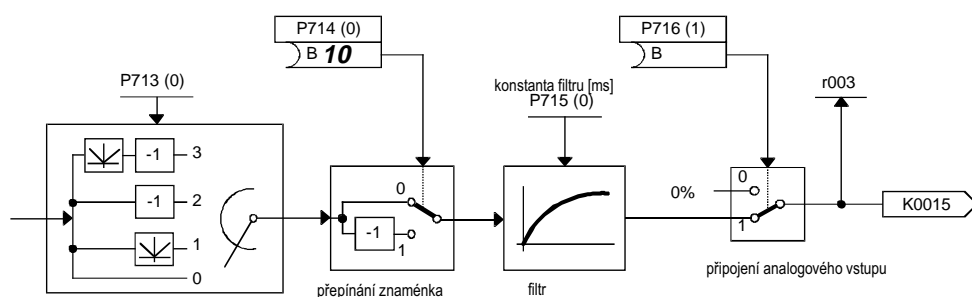 P714 (0)
B 10
P716 (1)
B
P713 (0)
konstanta filtru [ms]
P715 (0)
r003
-1 3
-1 2
1
0
0
-1
1
0%
0
1
K0015
přepínání znaménka
filtr
připojení analogového vstupu